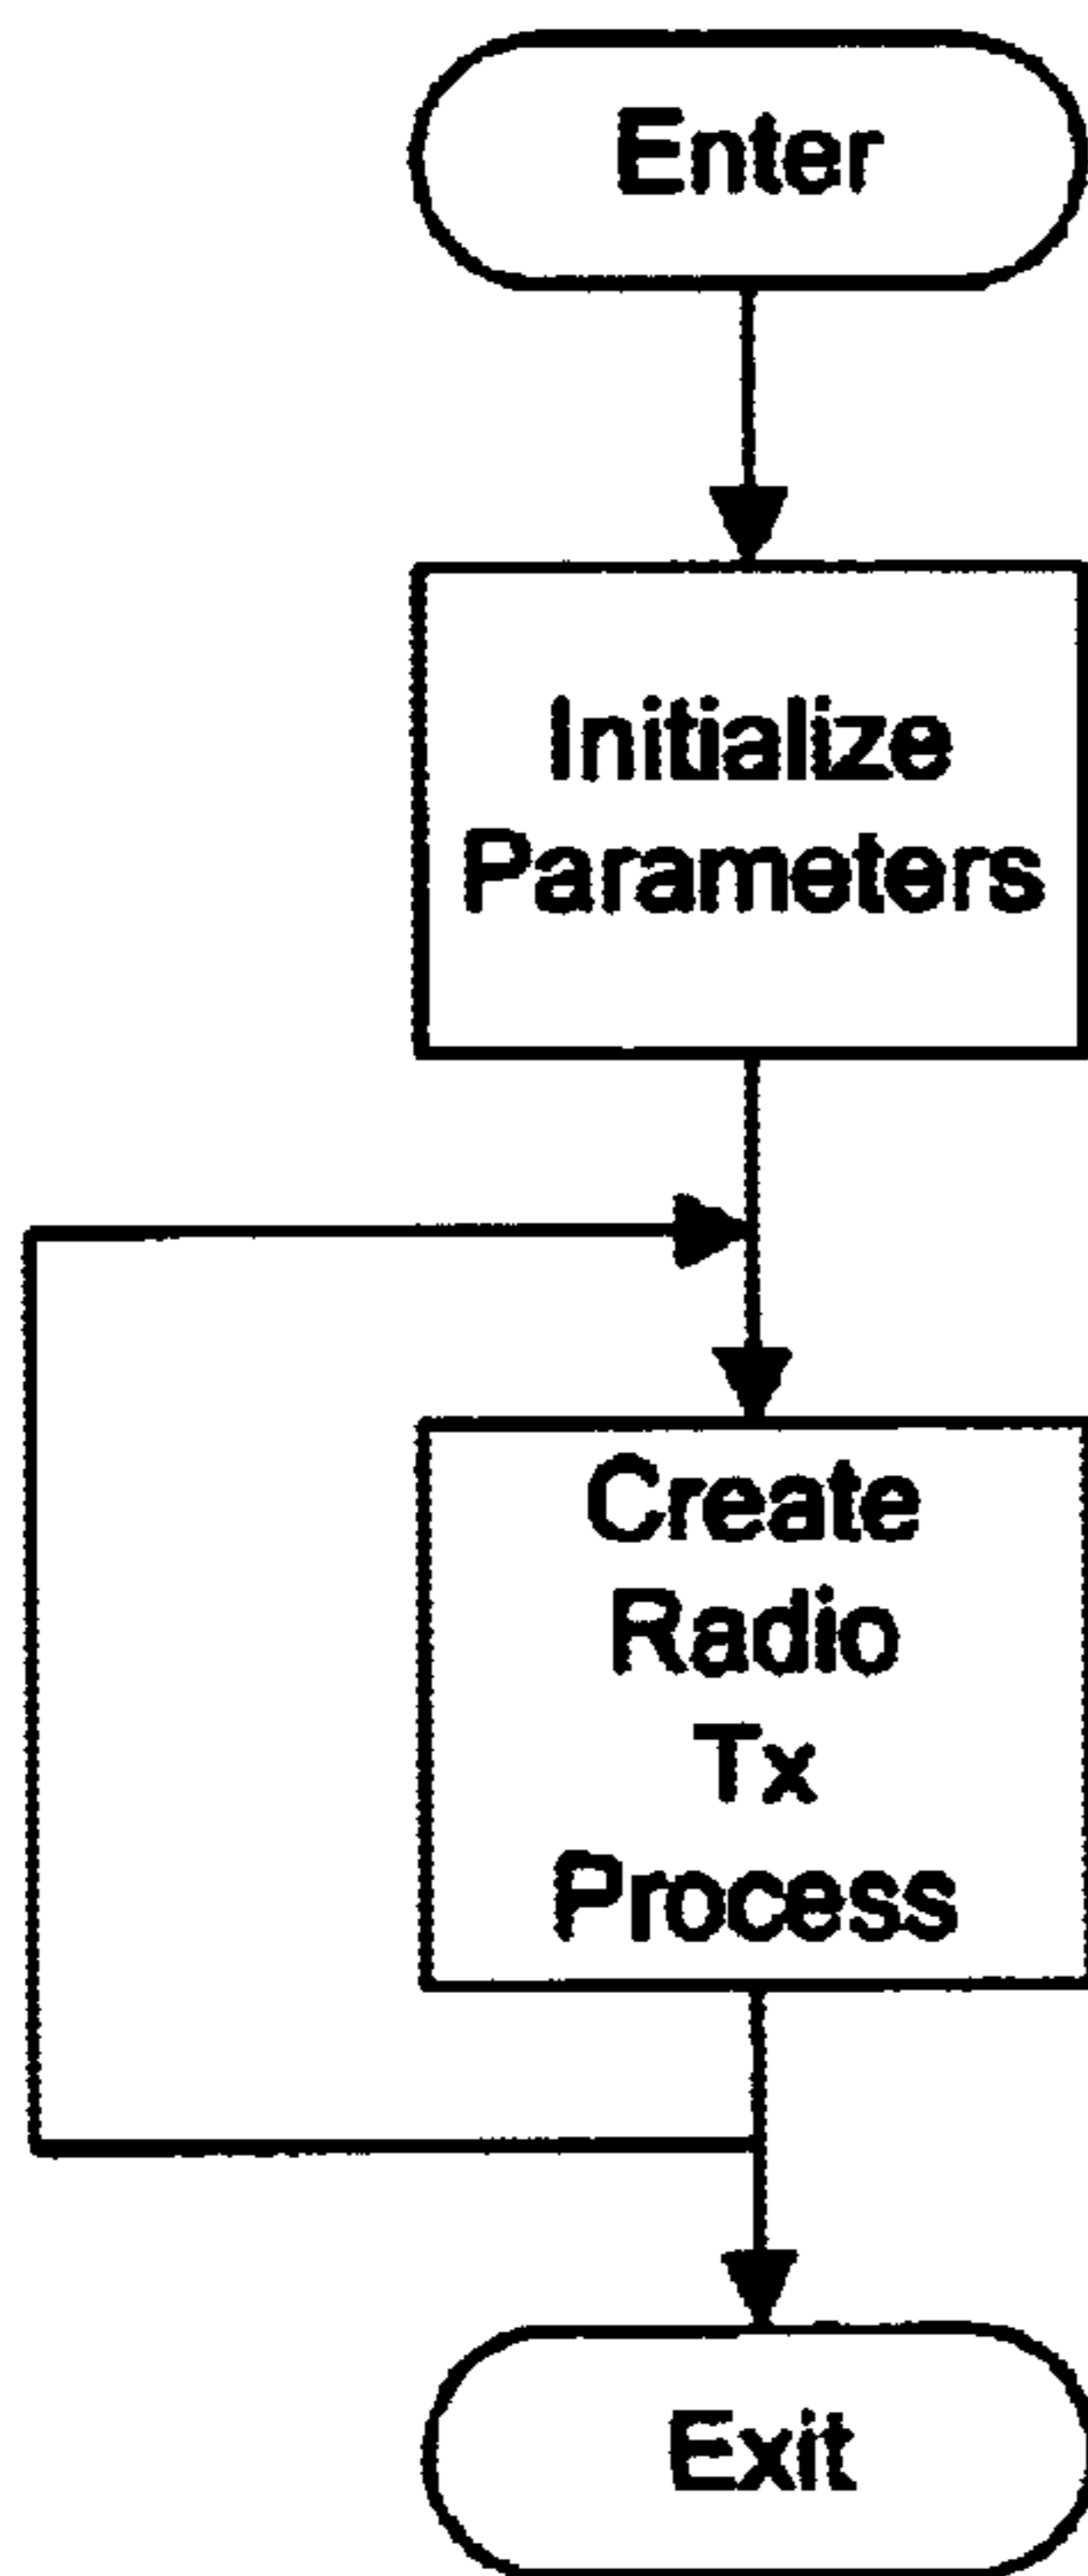 Enter
Initialize
Parameters
Create
Radio
Tx
Process
Exit